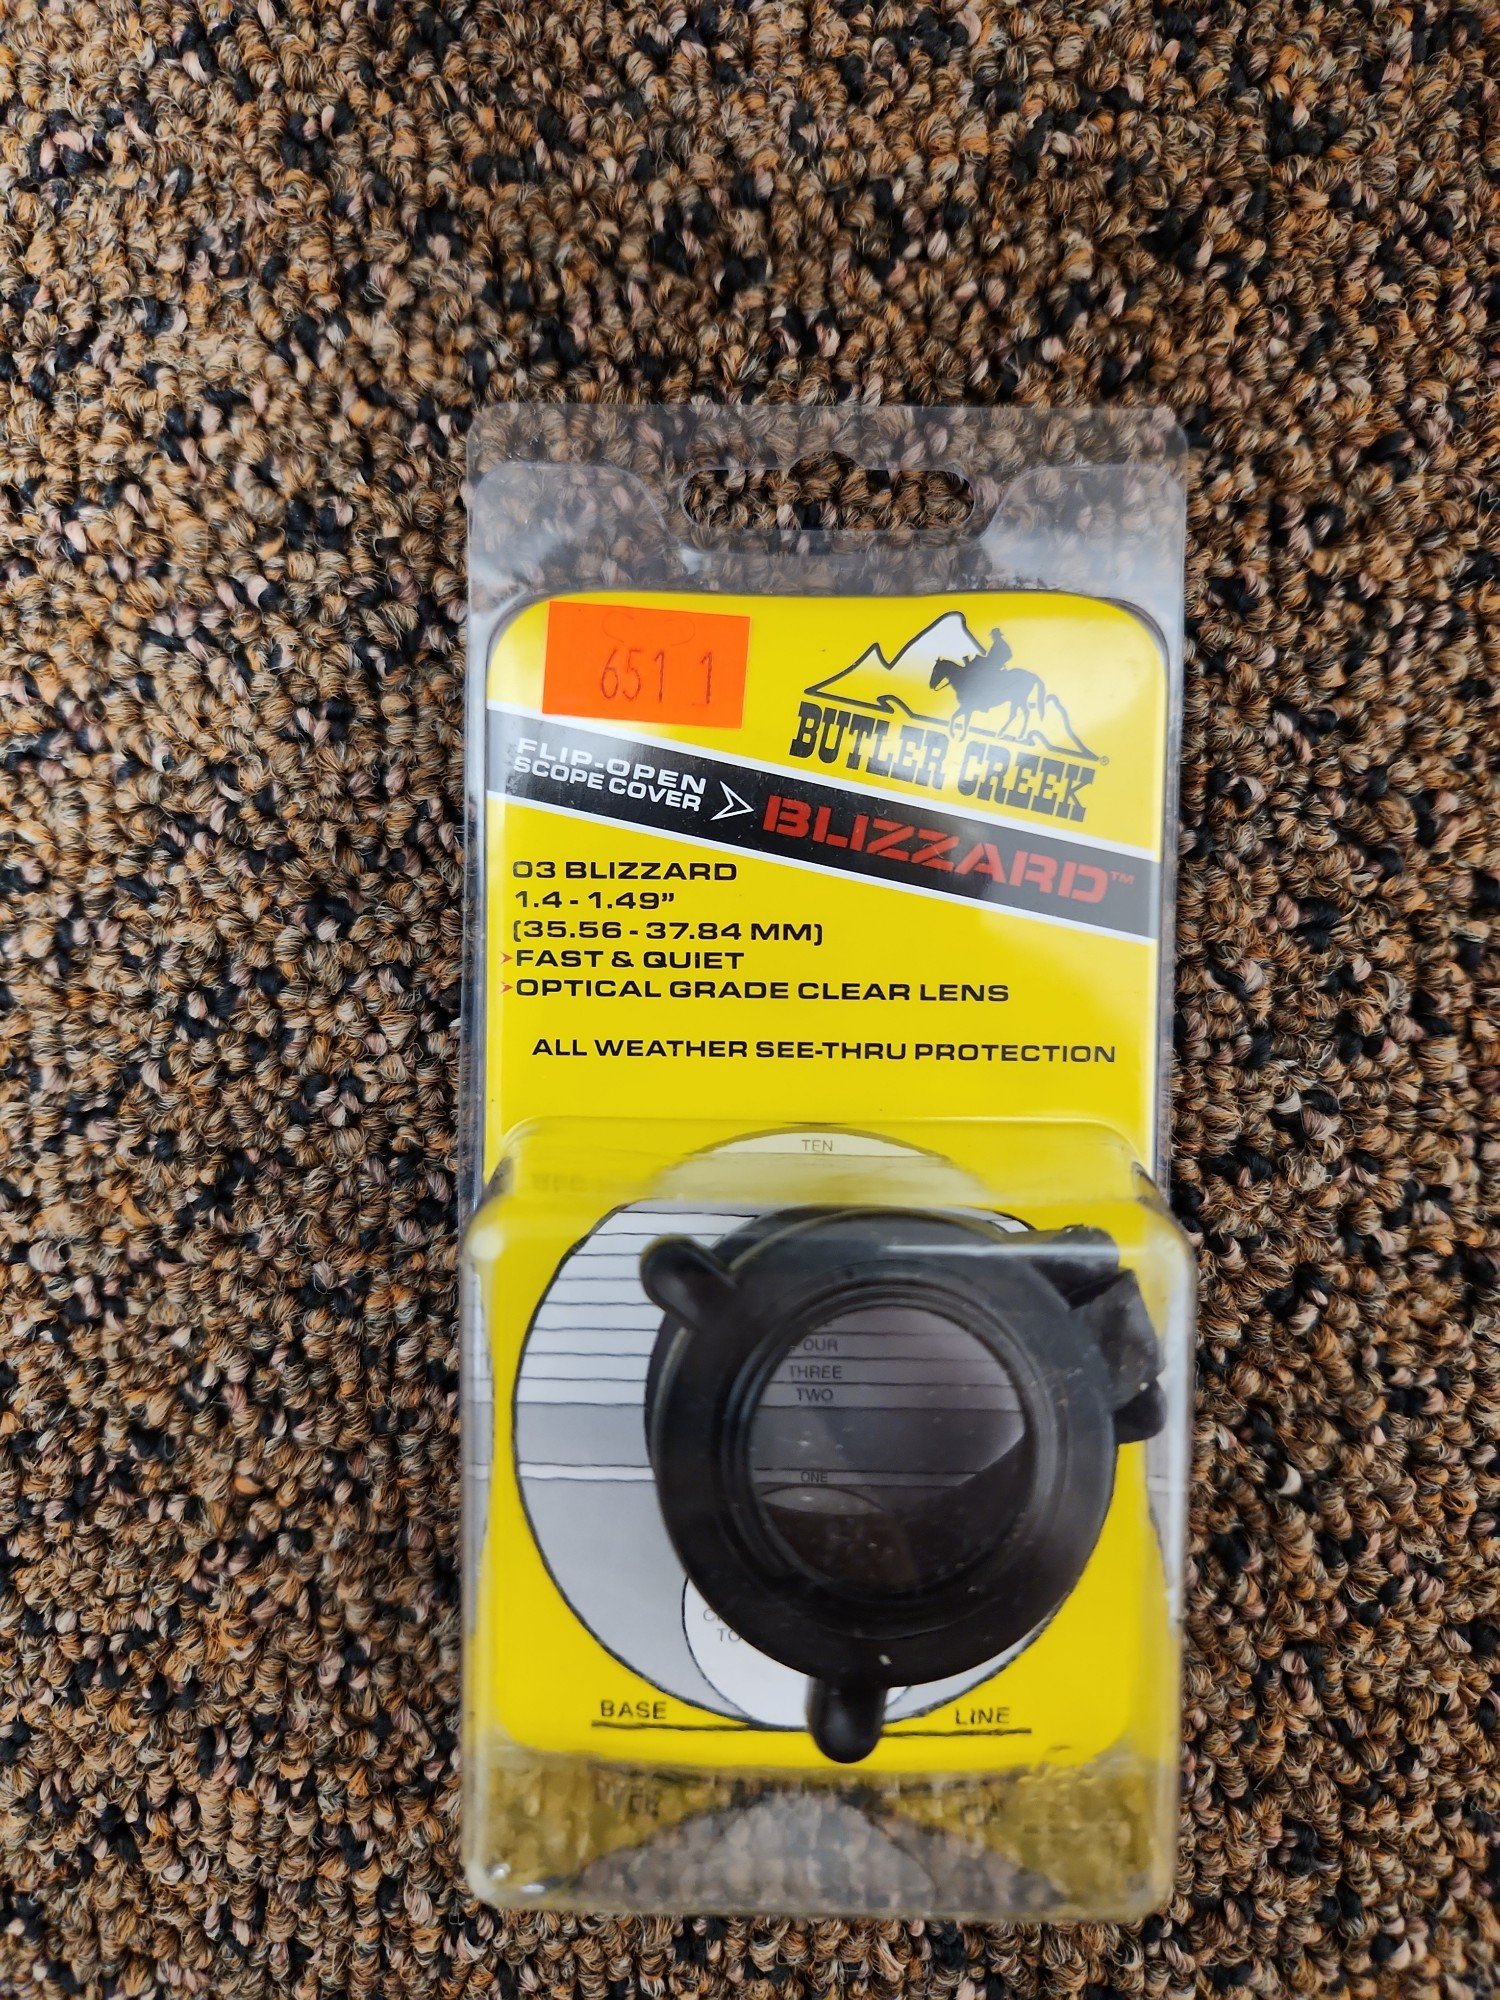 651 1
BUTLER CREEK®
FLIP-OPEN
SCOPE COVER
BLIZZARD™
03 BLIZZARD
1.4 - 1.49"
(35.56 - 37.84 MM)
FAST & QUIET
OPTICAL GRADE CLEAR LENS
ALL WEATHER SEE-THRU PROTECTION
TEN
THREE
TWO
ONE
TO
BASE
LINE